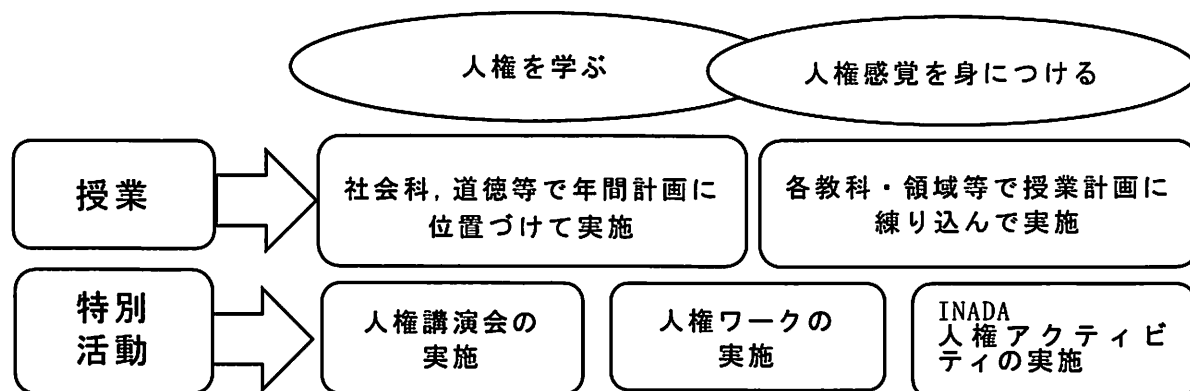 人権を学ぶ
人権感覚を身につける
授業
社会科,道徳等で年間計画に
位置づけて実施
各教科・領域等で授業計画に
練り込んで実施
特別
活動
人権講演会の
実施
人権ワークの
実施
INADA
人権アクティビ
ティの実施